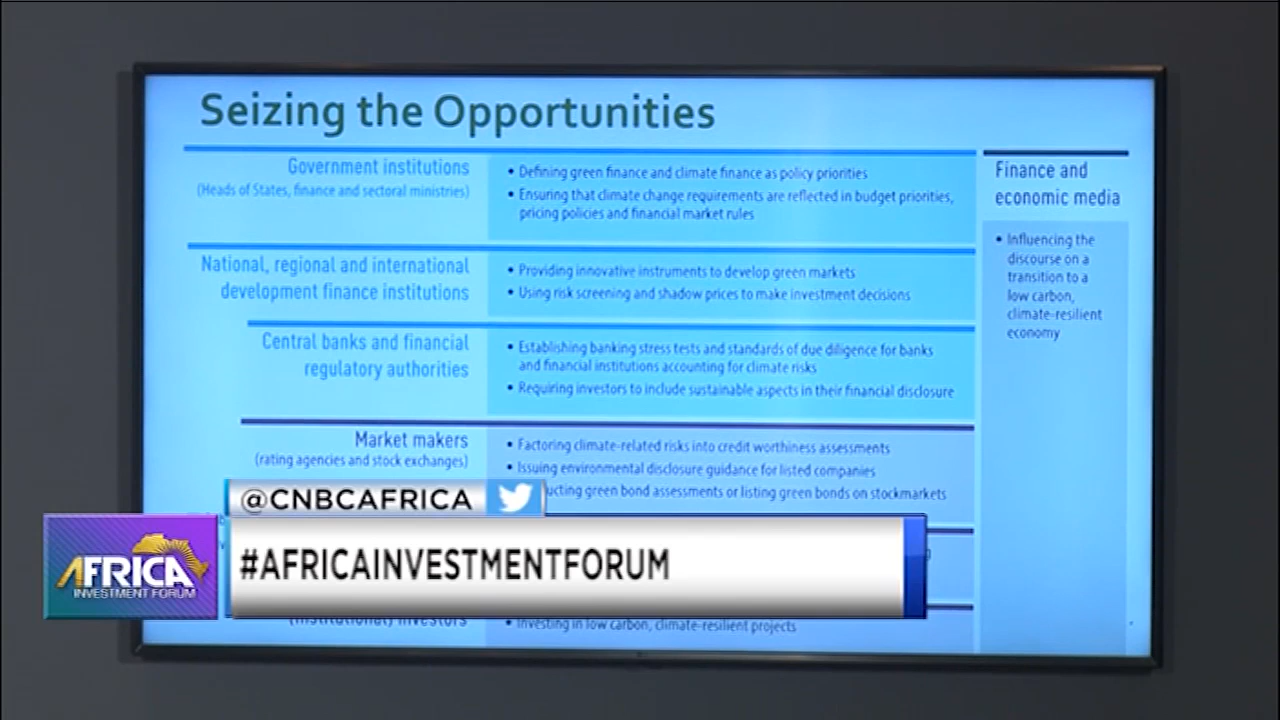 Seizing the Opportunities
Government institutions
(Heads of States, finance and sectoral ministries)
• Defining green finance and climate finance as policy priorities
• Ensuring that climate change requirements are reflected in budget priorities,
pricing policies and financial market rules
National, regional and international
development finance institutions
• Providing innovative instruments to develop green markets
• Using risk screening and shadow prices to make investment decisions
Central banks and financial
regulatory authorities
• Establishing banking stress tests and standards of due diligence for banks
and financial institutions accounting for climate risks
• Requiring investors to include sustainable aspects in their financial disclosure
Market makers
(rating agencies and stock exchanges)
• Factoring climate-related risks into credit worthiness assessments
• Issuing environmental disclosure guidance for listed companies
green bond assessments or listing green bonds on stockmarkets
(institutional) investors
• Investing in low carbon, climate-resilient projects
Finance and
economic media
• Influencing the
discourse on a
transition to a
low carbon,
climate-resilient
economy
@CNBCAFRICA
#AFRICAINVESTMENTFORUM
AFRICA
INVESTMENT FORUM